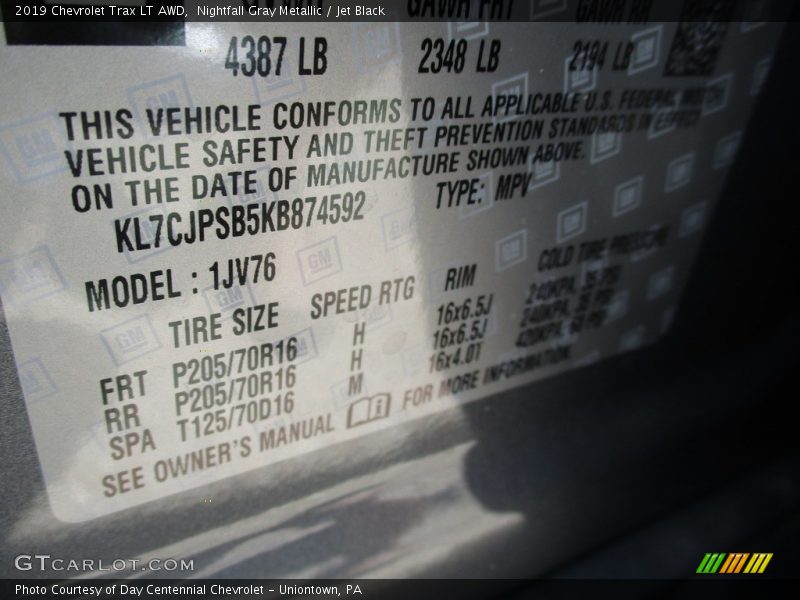 2019 Chevrolet Trax LT AWD, Nightfall Gray Metallic / Jet Black
GAWR FRT GAWR RR
4387 LB 2348 LB 2194 LB
THIS VEHICLE CONFORMS TO ALL APPLICABLE U.S. FEDERAL MOTOR
VEHICLE SAFETY AND THEFT PREVENTION STANDARDS IN EFFECT
ON THE DATE OF MANUFACTURE SHOWN ABOVE.
KL7CJPSB5KB874592 TYPE: MPV
MODEL : 1JV76
TIRE SIZE SPEED RTG RIM COLD TIRE PRESSURE
FRT P205/70R16 H 16x6.5J 240KPA, 35 PSI
RR P205/70R16 H 16x6.5J 240KPA, 35 PSI
SPA T125/70D16 M 16x4.0T 420KPA, 60 PSI
SEE OWNER'S MANUAL FOR MORE INFORMATION.
GTCARLOT.COM
Photo Courtesy of Day Centennial Chevrolet - Uniontown, PA